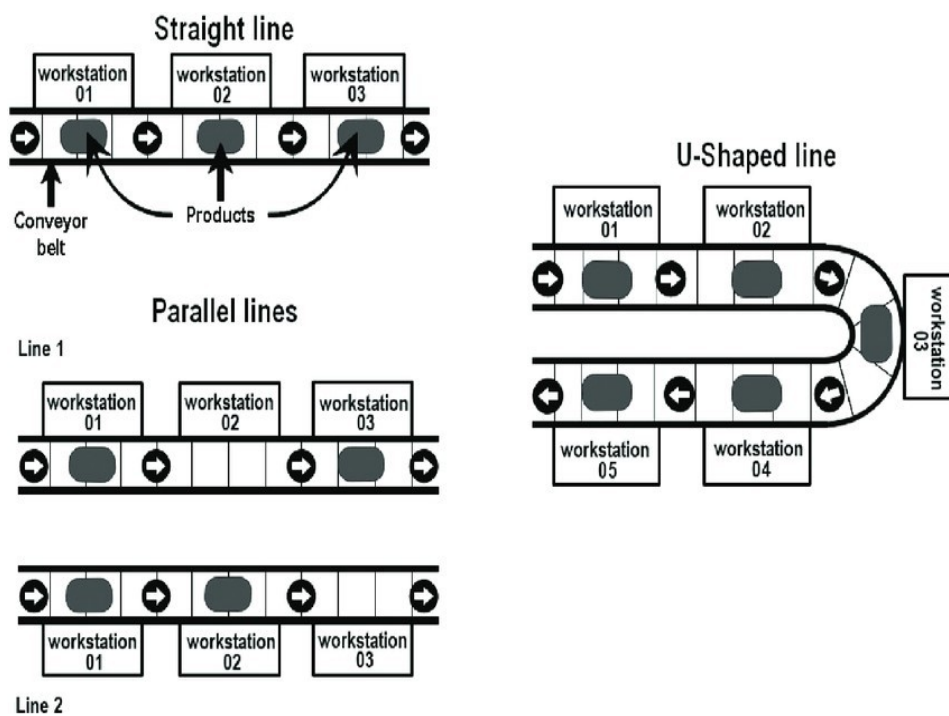 Straight line
workstation
01
workstation
02
workstation
03
Conveyor
belt
Products
Parallel lines
Line 1
workstation
01
workstation
02
workstation
03
workstation
01
workstation
02
workstation
03
Line 2
U-Shaped line
workstation
01
workstation
02
workstation
03
workstation
05
workstation
04